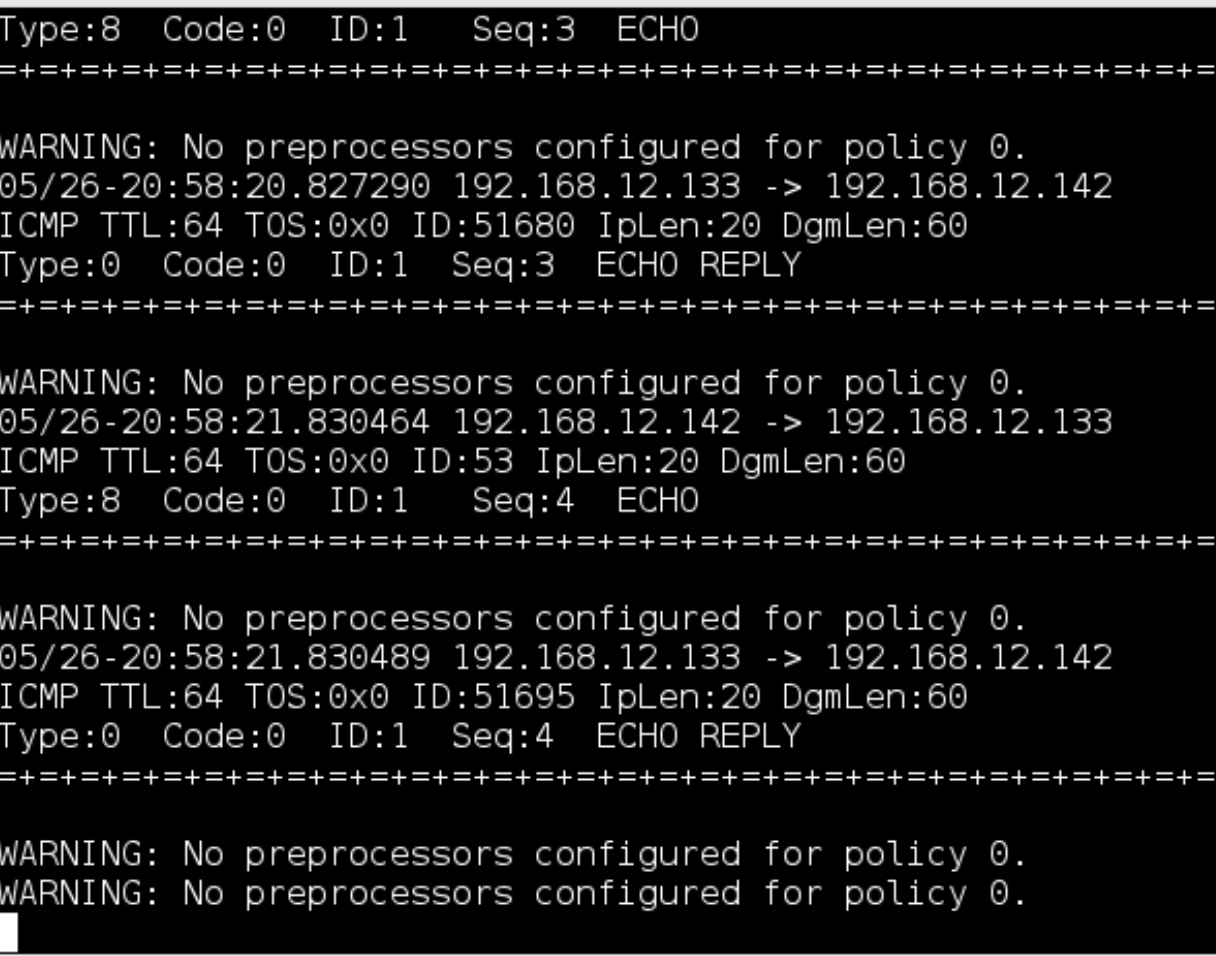 Type:8  Code:0  ID:1   Seq:3  ECHO
=+=+=+=+=+=+=+=+=+=+=+=+=+=+=+=+=+=+=+=+=+=+=+=+=+=+=+=+=+=
WARNING: No preprocessors configured for policy 0.
05/26-20:58:20.827290 192.168.12.133 -> 192.168.12.142
ICMP TTL:64 TOS:0x0 ID:51680 IpLen:20 DgmLen:60
Type:0  Code:0  ID:1  Seq:3  ECHO REPLY
=+=+=+=+=+=+=+=+=+=+=+=+=+=+=+=+=+=+=+=+=+=+=+=+=+=+=+=+=+=
WARNING: No preprocessors configured for policy 0.
05/26-20:58:21.830464 192.168.12.142 -> 192.168.12.133
ICMP TTL:64 TOS:0x0 ID:53 IpLen:20 DgmLen:60
Type:8  Code:0  ID:1   Seq:4  ECHO
=+=+=+=+=+=+=+=+=+=+=+=+=+=+=+=+=+=+=+=+=+=+=+=+=+=+=+=+=+=
WARNING: No preprocessors configured for policy 0.
05/26-20:58:21.830489 192.168.12.133 -> 192.168.12.142
ICMP TTL:64 TOS:0x0 ID:51695 IpLen:20 DgmLen:60
Type:0  Code:0  ID:1  Seq:4  ECHO REPLY
=+=+=+=+=+=+=+=+=+=+=+=+=+=+=+=+=+=+=+=+=+=+=+=+=+=+=+=+=+=
WARNING: No preprocessors configured for policy 0.
WARNING: No preprocessors configured for policy 0.